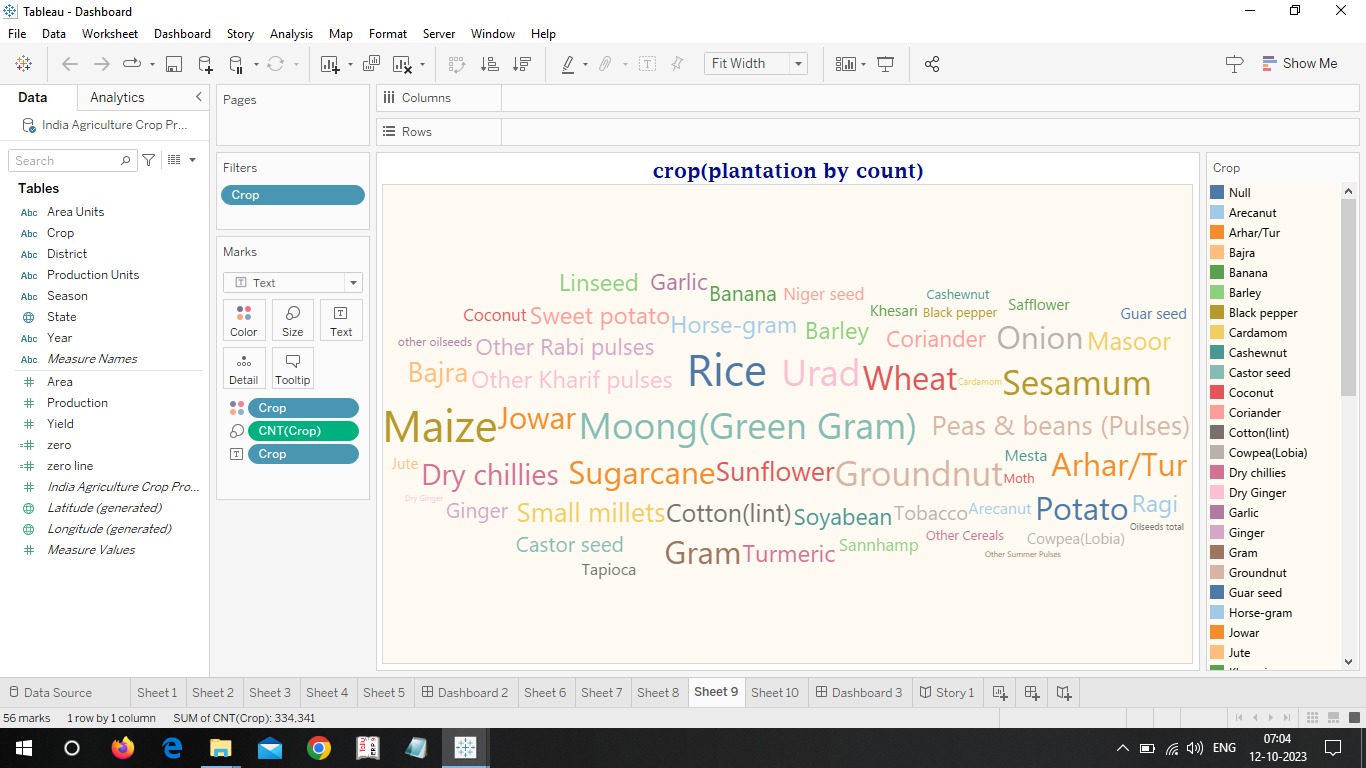 Tableau - Dashboard
File Data Worksheet Dashboard Story Analysis Map Format Server Window Help
Fit Width
Show Me
Data Analytics
India Agriculture Crop Pr...
Search
Tables
Abc Area Units
Abc Crop
Abc District
Abc Production Units
Abc Season
State
Abc Year
Abc Measure Names
Area
Production
Yield
zero
zero line
India Agriculture Crop Pro...
Latitude (generated)
Longitude (generated)
Measure Values
Pages
Filters
Crop
Marks
Text
Color Size Text
Detail Tooltip
Crop
CNT(Crop)
Crop
Columns
Rows
crop(plantation by count)
Linseed Garlic Banana Niger seed Cashewnut
Coconut Sweet potato Horse-gram Barley Khesari Black pepper Safflower Guar seed
other oilseeds Other Rabi pulses Coriander Onion Masoor
Bajra Other Kharif pulses Rice Urad Wheat Cardamom Sesamum
Maize Jowar Moong(Green Gram) Peas & beans (Pulses)
Jute Dry chillies Sugarcane Sunflower Groundnut Mesta Moth Arhar/Tur
Dry Ginger
Ginger Small millets Cotton(lint) Soyabean Tobacco Arecanut Potato Ragi
Oilseeds total
Castor seed Gram Turmeric Sannhamp Other Cereals Cowpea(Lobia)
Other Summer Pulses
Tapioca
Crop
Null
Arecanut
Arhar/Tur
Bajra
Banana
Barley
Black pepper
Cardamom
Cashewnut
Castor seed
Coconut
Coriander
Cotton(lint)
Cowpea(Lobia)
Dry chillies
Dry Ginger
Garlic
Ginger
Gram
Groundnut
Guar seed
Horse-gram
Jowar
Jute
Data Source Sheet 1 Sheet 2 Sheet 3 Sheet 4 Sheet 5 Dashboard 2 Sheet 6 Sheet 7 Sheet 8 Sheet 9 Sheet 10 Dashboard 3 Story 1
56 marks 1 row by 1 column SUM of CNT(Crop): 334,341
ENG
07:04
12-10-2023